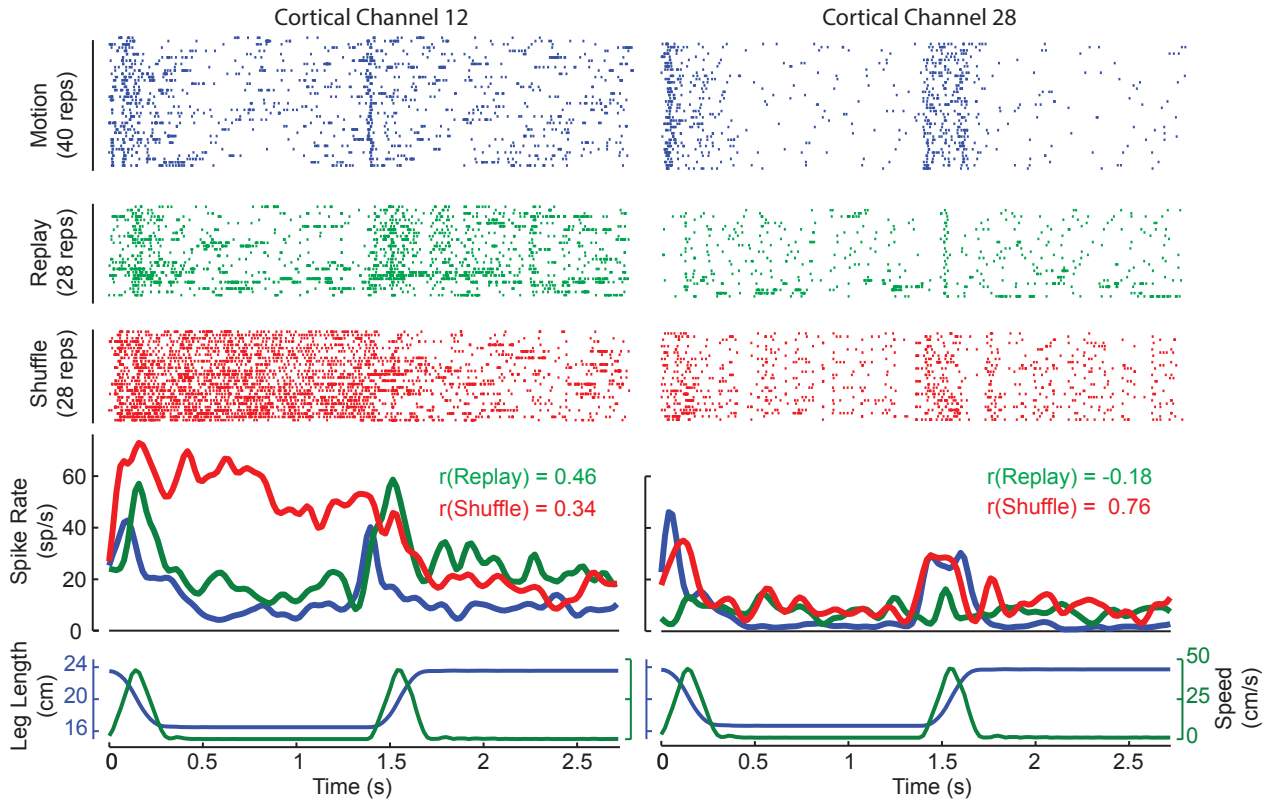 Cortical Channel 12
Cortical Channel 28
Motion
(40 reps)
Replay
(28 reps)
Shuffle
(28 reps)
Spike Rate
(sp/s)
60
40
20
0
r(Replay) = 0.46
r(Shuffle) = 0.34
r(Replay) = -0.18
r(Shuffle) = 0.76
Leg Length
(cm)
24
20
16
50
25
0
Speed
(cm/s)
0 0.5 1 1.5 2 2.5
Time (s)
0 0.5 1 1.5 2 2.5
Time (s)